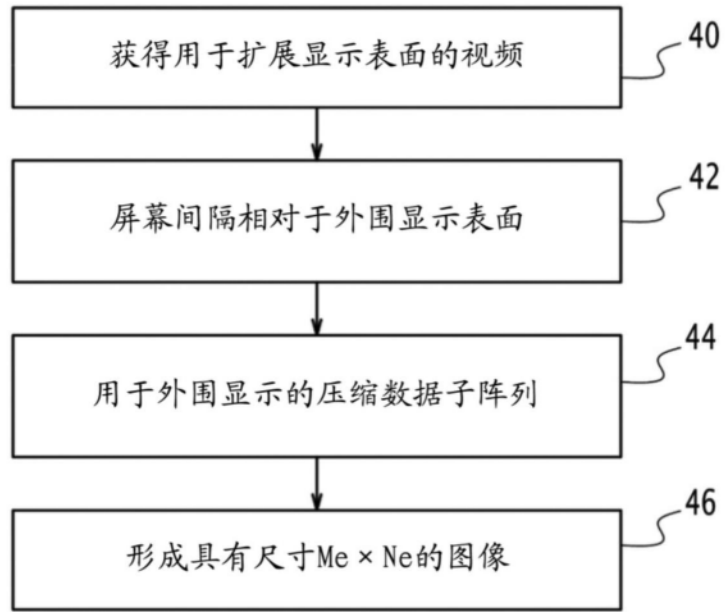 获得用于扩展显示表面的视频
40
屏幕间隔相对于外围显示表面
42
用于外围显示的压缩数据子阵列
44
形成具有尺寸Me×Ne的图像
46